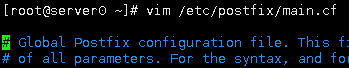 [root@server0 ~]# vim /etc/postfix/main.cf
# Global Postfix configuration file. This fi
# of all parameters. For the syntax, and for